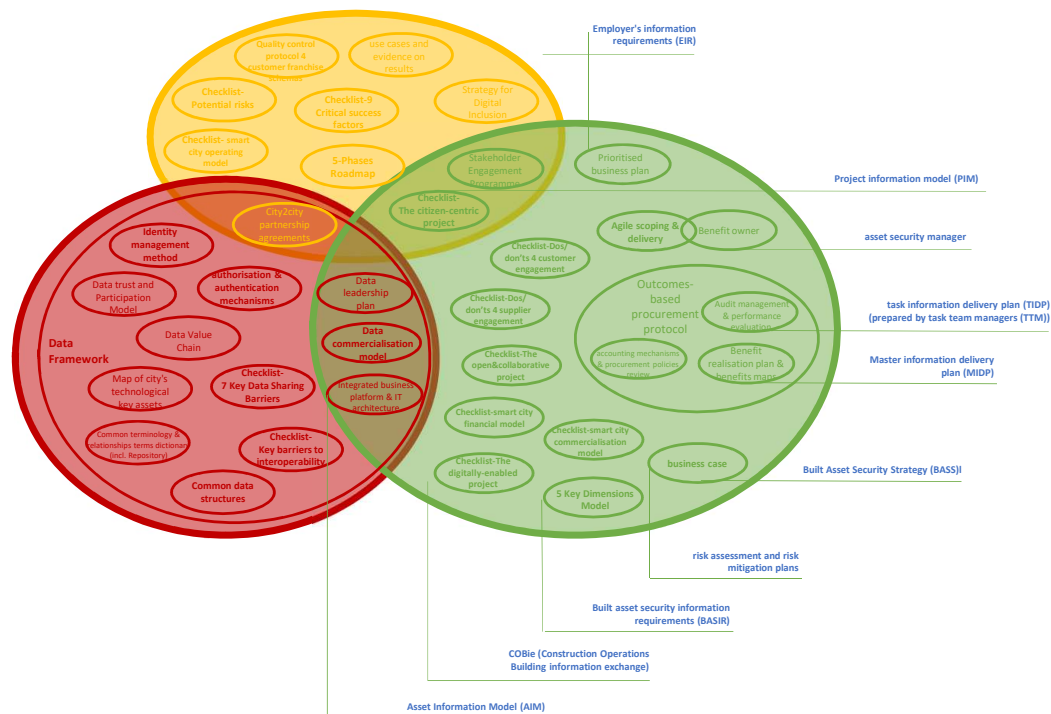 Employer's information
requirements (EIR)
Quality control
protocol 4
customer franchise
schemes
use cases and
evidence on
results
Checklist-
Potential risks
Checklist-9
Critical success
factors
Strategy for
Digital
Inclusion
Checklist- smart
city operating
model
5-Phases
Roadmap
Stakeholder
Engagement
Programme
Prioritised
business plan
Project information model (PIM)
Checklist-
The citizen-centric
project
City2city
partnership
agreements
Identity
management
method
Agile scoping &
delivery
Benefit owner
asset security manager
Checklist-Dos/
don'ts 4 customer
engagement
authorisation &
authentication
mechanisms
Data trust and
Participation
Model
Data
leadership
plan
Checklist-Dos/
don'ts 4 supplier
engagement
Outcomes-
based
procurement
protocol
Audit management
& performance
evaluation
task information delivery plan (TIDP)
(prepared by task team managers (TTM))
Data
Framework
Data Value
Chain
Data
commercialisation
model
Checklist-The
open&collaborative
project
accounting mechanisms
& procurement policies
review
Benefit
realisation plan &
benefits maps
Master information delivery
plan (MIDP)
Map of city's
technological
key assets
Checklist-
7 Key Data Sharing
Barriers
Integrated business
platform & IT
architecture
Checklist-smart city
financial model
Common terminology &
relationships terms dictionary
(incl. Repository)
Checklist-
Key barriers to
interoperability
Checklist-smart city
commercialisation
model
Checklist-The
digitally-enabled
project
business case
Built Asset Security Strategy (BASS)l
Common data
structures
5 Key Dimensions
Model
risk assessment and risk
mitigation plans
Built asset security information
requirements (BASIR)
COBie (Construction Operations
Building information exchange)
Asset Information Model (AIM)